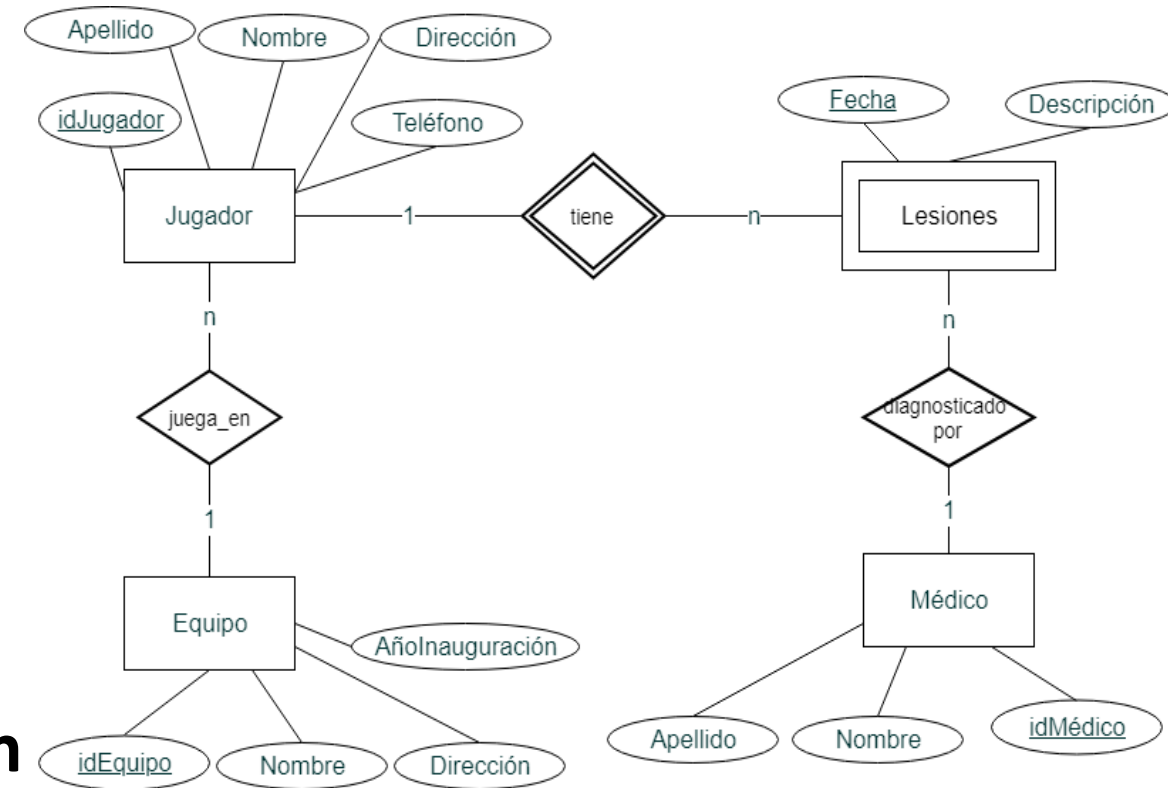 Apellido
Nombre
Dirección
idJugador
Teléfono
Fecha
Descripción
Jugador
1
tiene
n
Lesiones
n
n
juega_en
diagnosticado
por
1
1
Equipo
AñoInauguración
Médico
n
idEquipo
Nombre
Dirección
Apellido
Nombre
idMédico